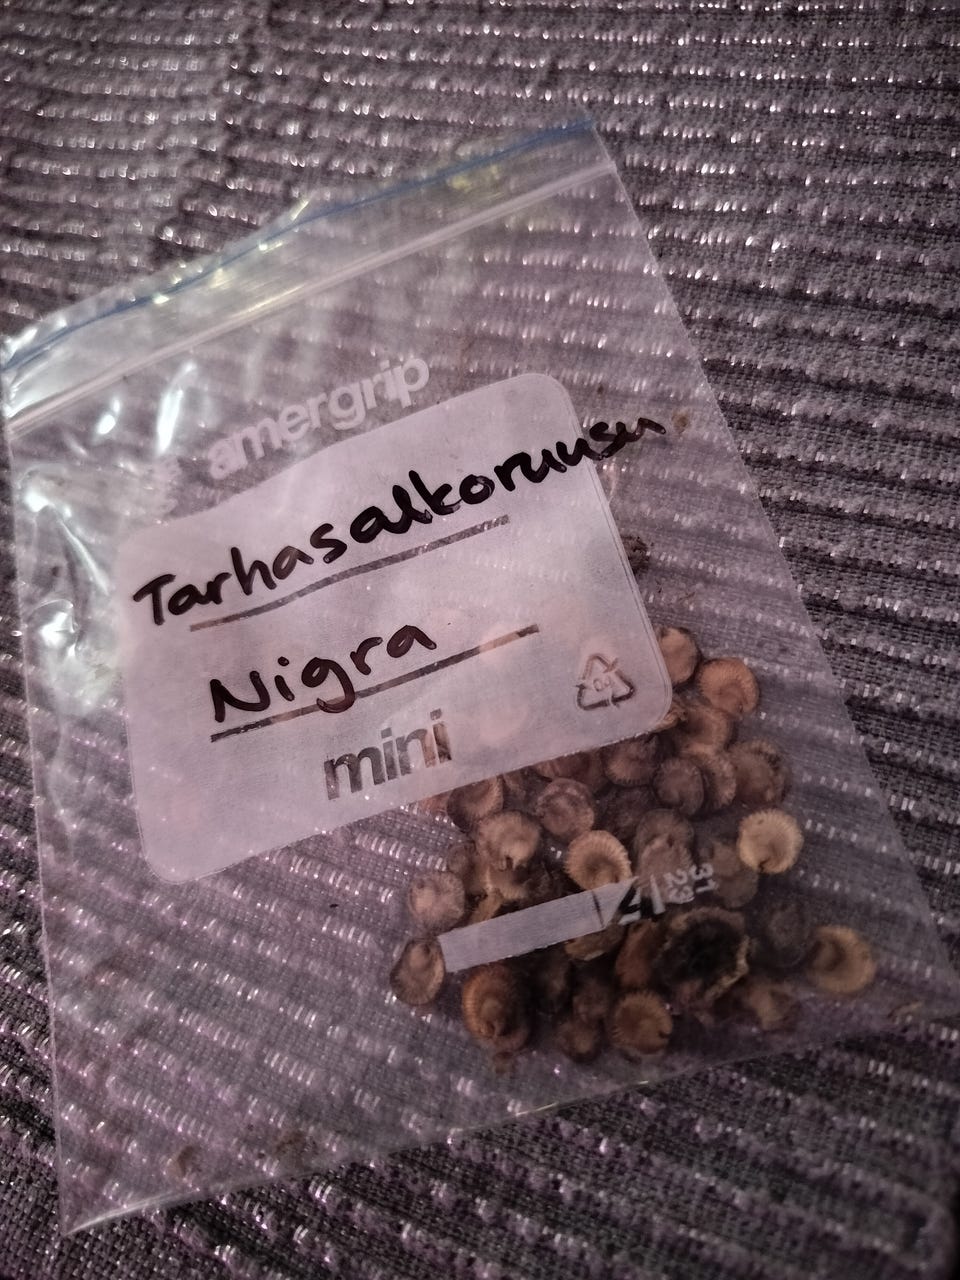 amergrip
Tarhasalkoruusu
Nigra
mini